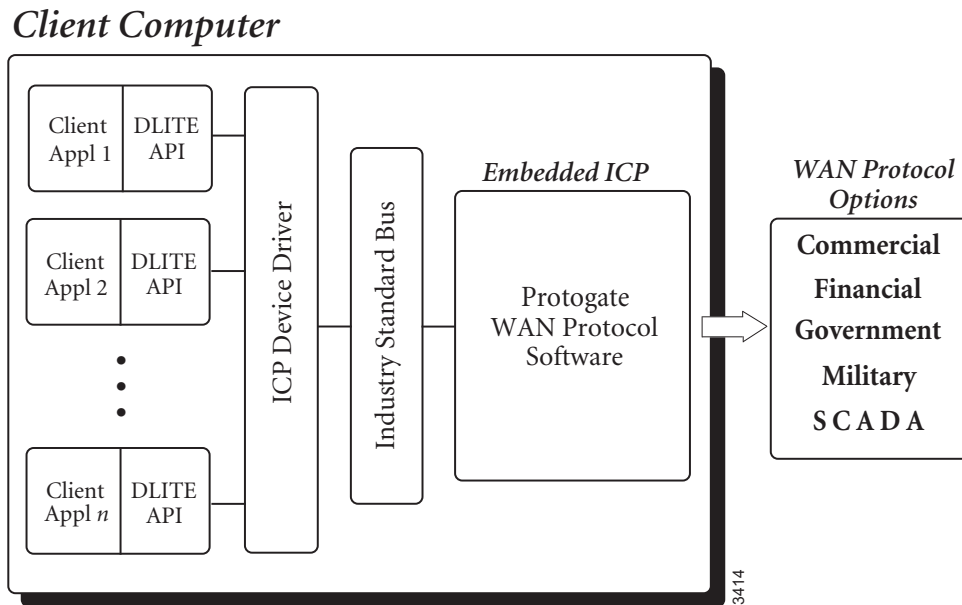 Client Computer
Client
Appl 1
DLITE
API
Client
Appl 2
DLITE
API
Client
Appl n
DLITE
API
ICP Device Driver
Industry Standard Bus
Embedded ICP
Protogate
WAN Protocol
Software
WAN Protocol
Options
Commercial
Financial
Government
Military
SCADA
3414